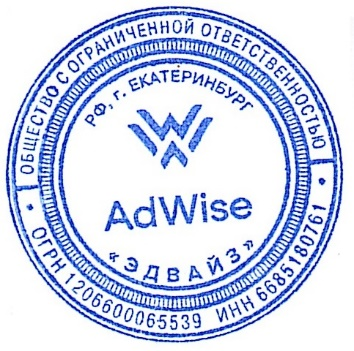 ОБЩЕСТВО С ОГРАНИЧЕННОЙ ОТВЕТСТВЕННОСТЬЮ
* ОГРН 1206600065539 ИНН 6685180761 *
РФ, г. ЕКАТЕРИНБУРГ
AdWise
«ЭДВАЙЗ»